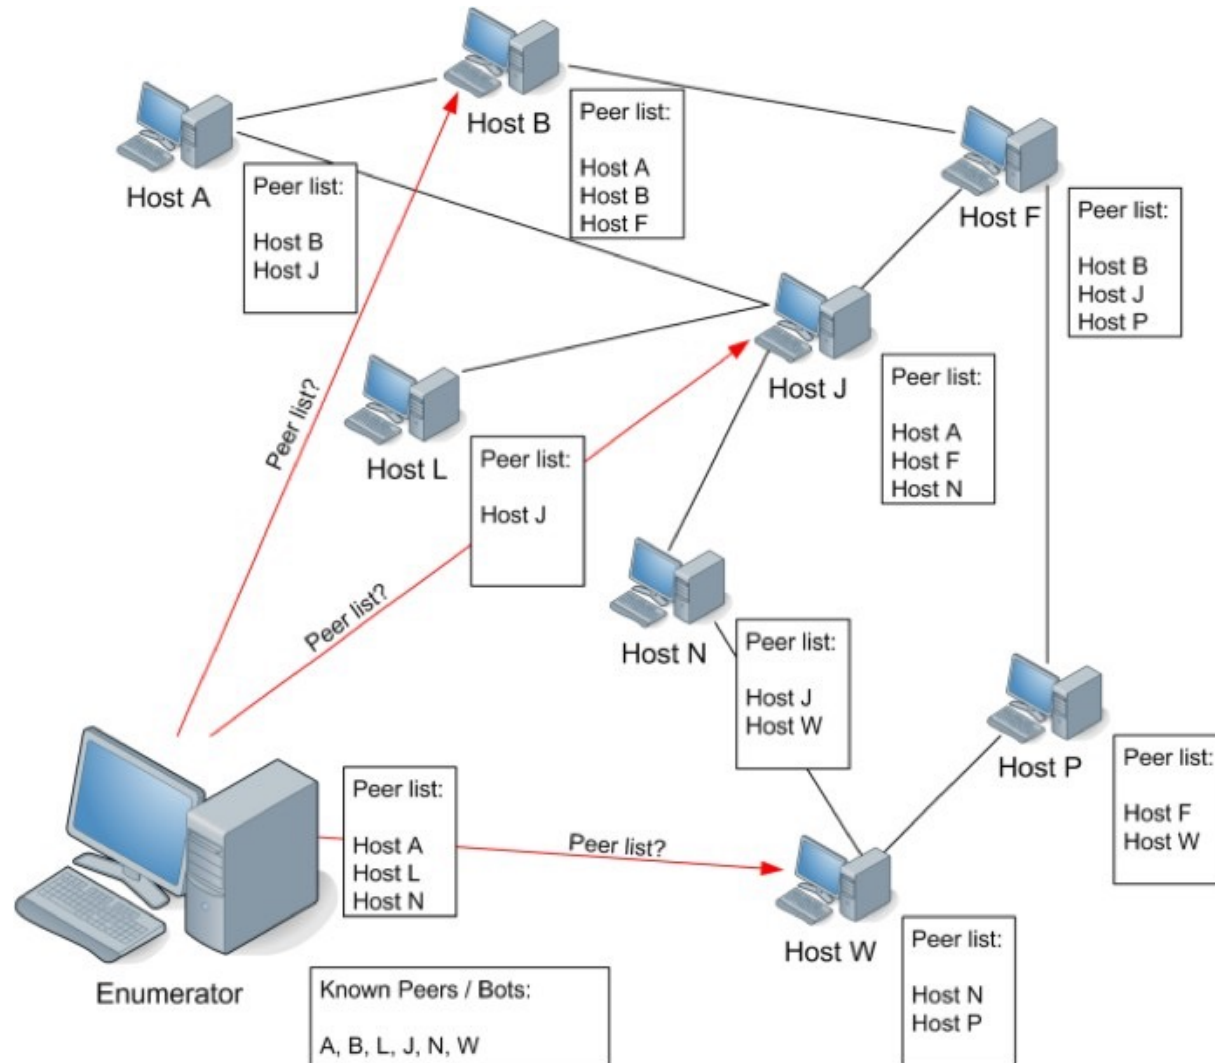 Host B
Peer list:
Host A
Host B
Host F
Host A
Peer list:
Host B
Host J
Host F
Peer list:
Host B
Host J
Host P
Host J
Peer list:
Host A
Host F
Host N
Host L
Peer list:
Host J
Peer list?
Peer list?
Host N
Peer list:
Host J
Host W
Host P
Peer list:
Host F
Host W
Enumerator
Peer list:
Host A
Host L
Host N
Peer list?
Host W
Peer list:
Host N
Host P
Known Peers / Bots:
A, B, L, J, N, W